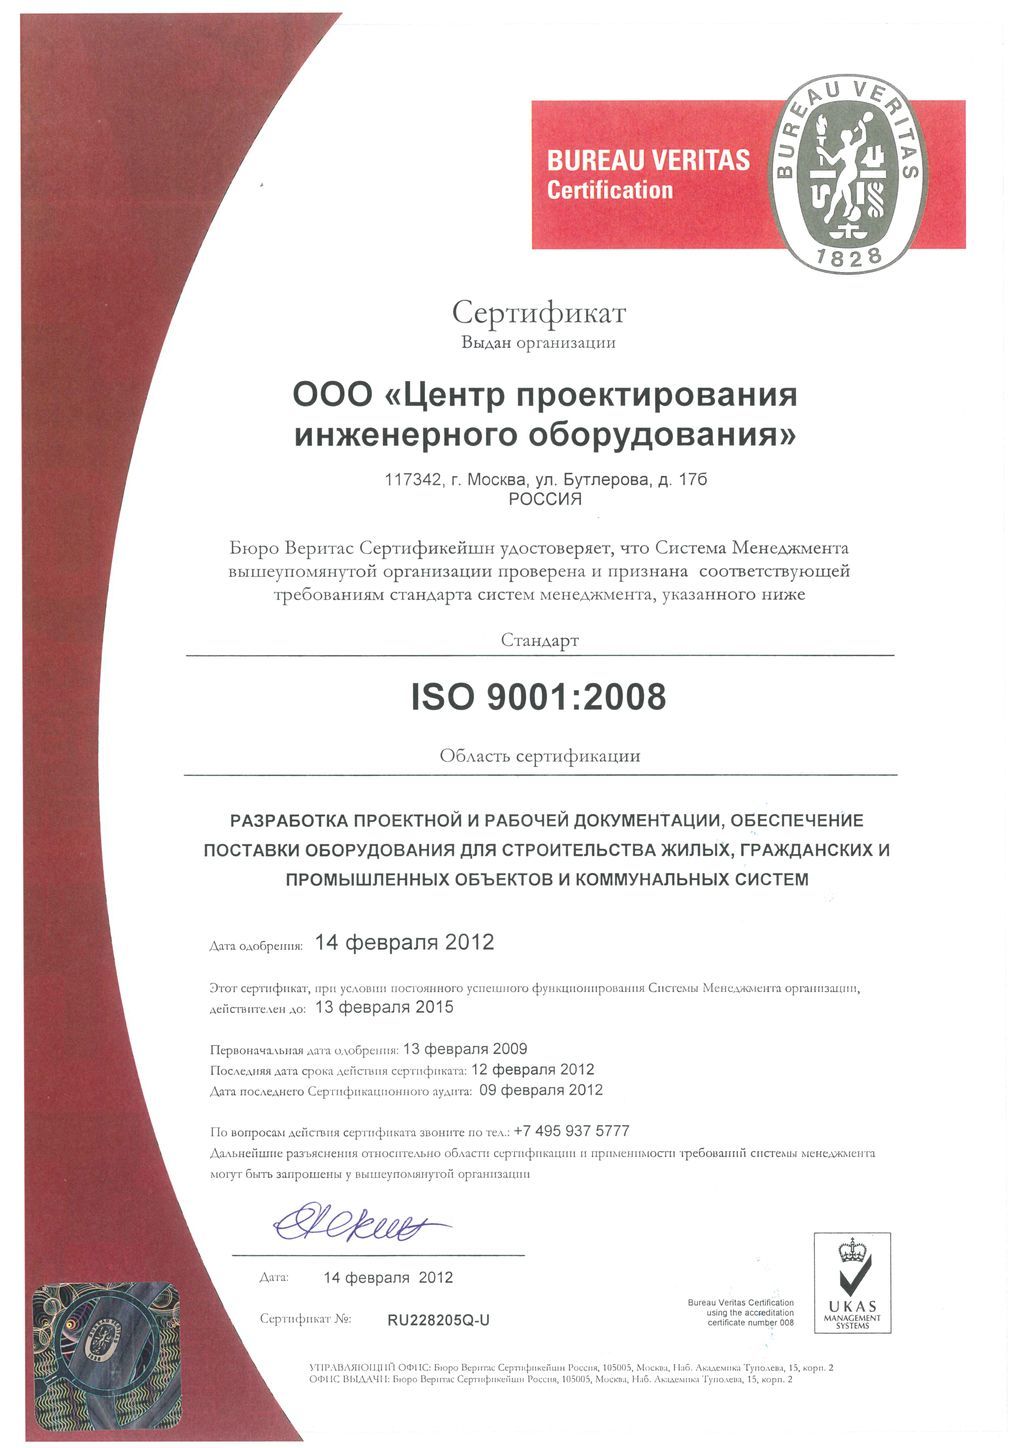 BUREAU VERITAS
Certification
BUREAU VERITAS
1828
Сертификат
Выдан организации
ООО «Центр проектирования
инженерного оборудования»
117342, г. Москва, ул. Бутлерова, д. 17б
РОССИЯ
Бюро Веритас Сертификейшн удостоверяет, что Система Менеджмента
вышеупомянутой организации проверена и признана соответствующей
требованиям стандарта систем менеджмента, указанного ниже
Стандарт
ISO 9001:2008
Область сертификации
РАЗРАБОТКА ПРОЕКТНОЙ И РАБОЧЕЙ ДОКУМЕНТАЦИИ, ОБЕСПЕЧЕНИЕ
ПОСТАВКИ ОБОРУДОВАНИЯ ДЛЯ СТРОИТЕЛЬСТВА ЖИЛЫХ, ГРАЖДАНСКИХ И
ПРОМЫШЛЕННЫХ ОБЪЕКТОВ И КОММУНАЛЬНЫХ СИСТЕМ
Дата одобрения: 14 февраля 2012
Этот сертификат, при условии постоянного успешного функционирования Системы Менеджмента организации,
действителен до: 13 февраля 2015
Первоначальная дата одобрения: 13 февраля 2009
Последняя дата срока действия сертификата: 12 февраля 2012
Дата последнего Сертификационного аудита: 09 февраля 2012
По вопросам действия сертификата звоните по тел.: +7 495 937 5777
Дальнейшие разъяснения относительно области сертификации и применимости требований системы менеджмента
могут быть запрошены у вышеупомянутой организации
Дата: 14 февраля 2012
Сертификат №: RU228205Q-U
Bureau Veritas Certification
using the accreditation
certificate number 008
UKAS
MANAGEMENT
SYSTEMS
BUREAU VERITAS
1828
УПРАВЛЯЮЩИЙ ОФИС: Бюро Веритас Сертификейшн Россия, 105005, Москва, Наб. Академика Туполева, 15, корп. 2
ОФИС ВЫДАЧИ: Бюро Веритас Сертификейшн Россия, 105005, Москва, Наб. Академика Туполева, 15, корп. 2